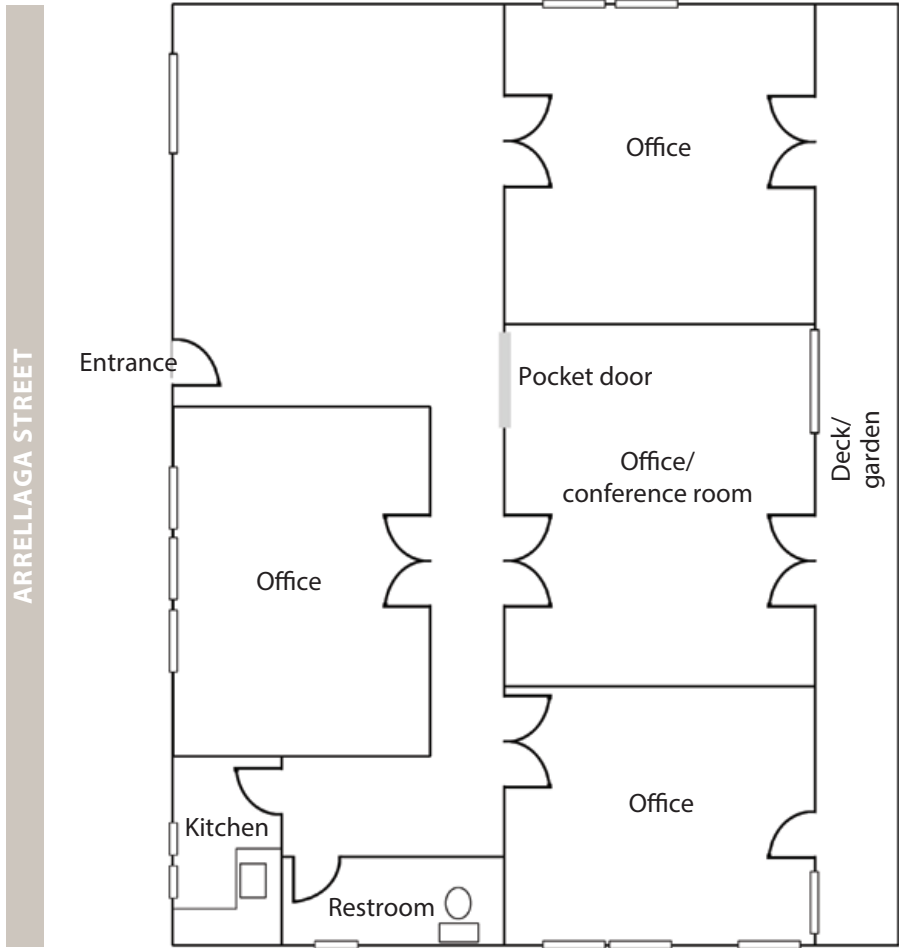 ARRELLAGA STREET
Entrance
Office
Pocket door
Office/
conference room
Deck/
garden
Office
Office
Kitchen
Restroom